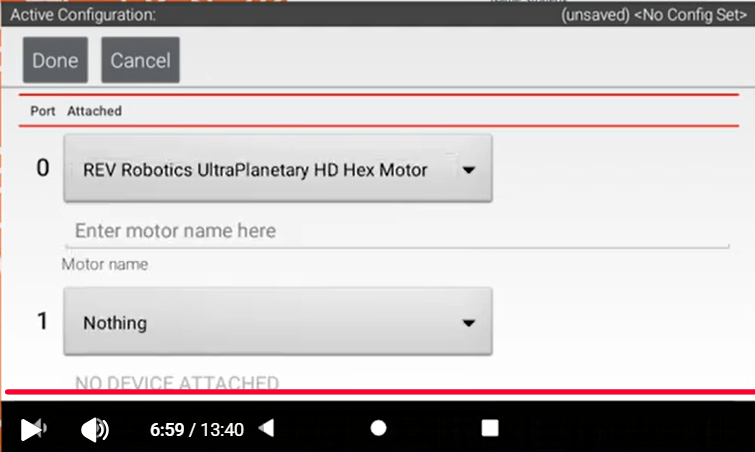 Active Configuration: (unsaved) <No Config Set>
Done Cancel
Port Attached
0 REV Robotics UltraPlanetary HD Hex Motor
Enter motor name here
Motor name
1 Nothing
NO DEVICE ATTACHED
6:59 / 13:40